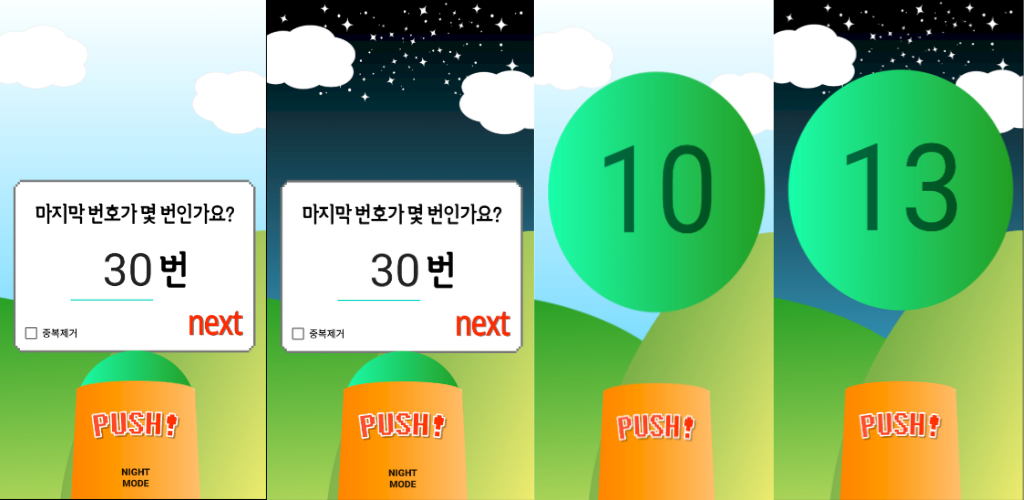 마지막 번호가 몇 번인가요?
30 번
중복제거
next
PUSH!
NIGHT
MODE
마지막 번호가 몇 번인가요?
30 번
중복제거
next
PUSH!
NIGHT
MODE
10
PUSH!
13
PUSH!